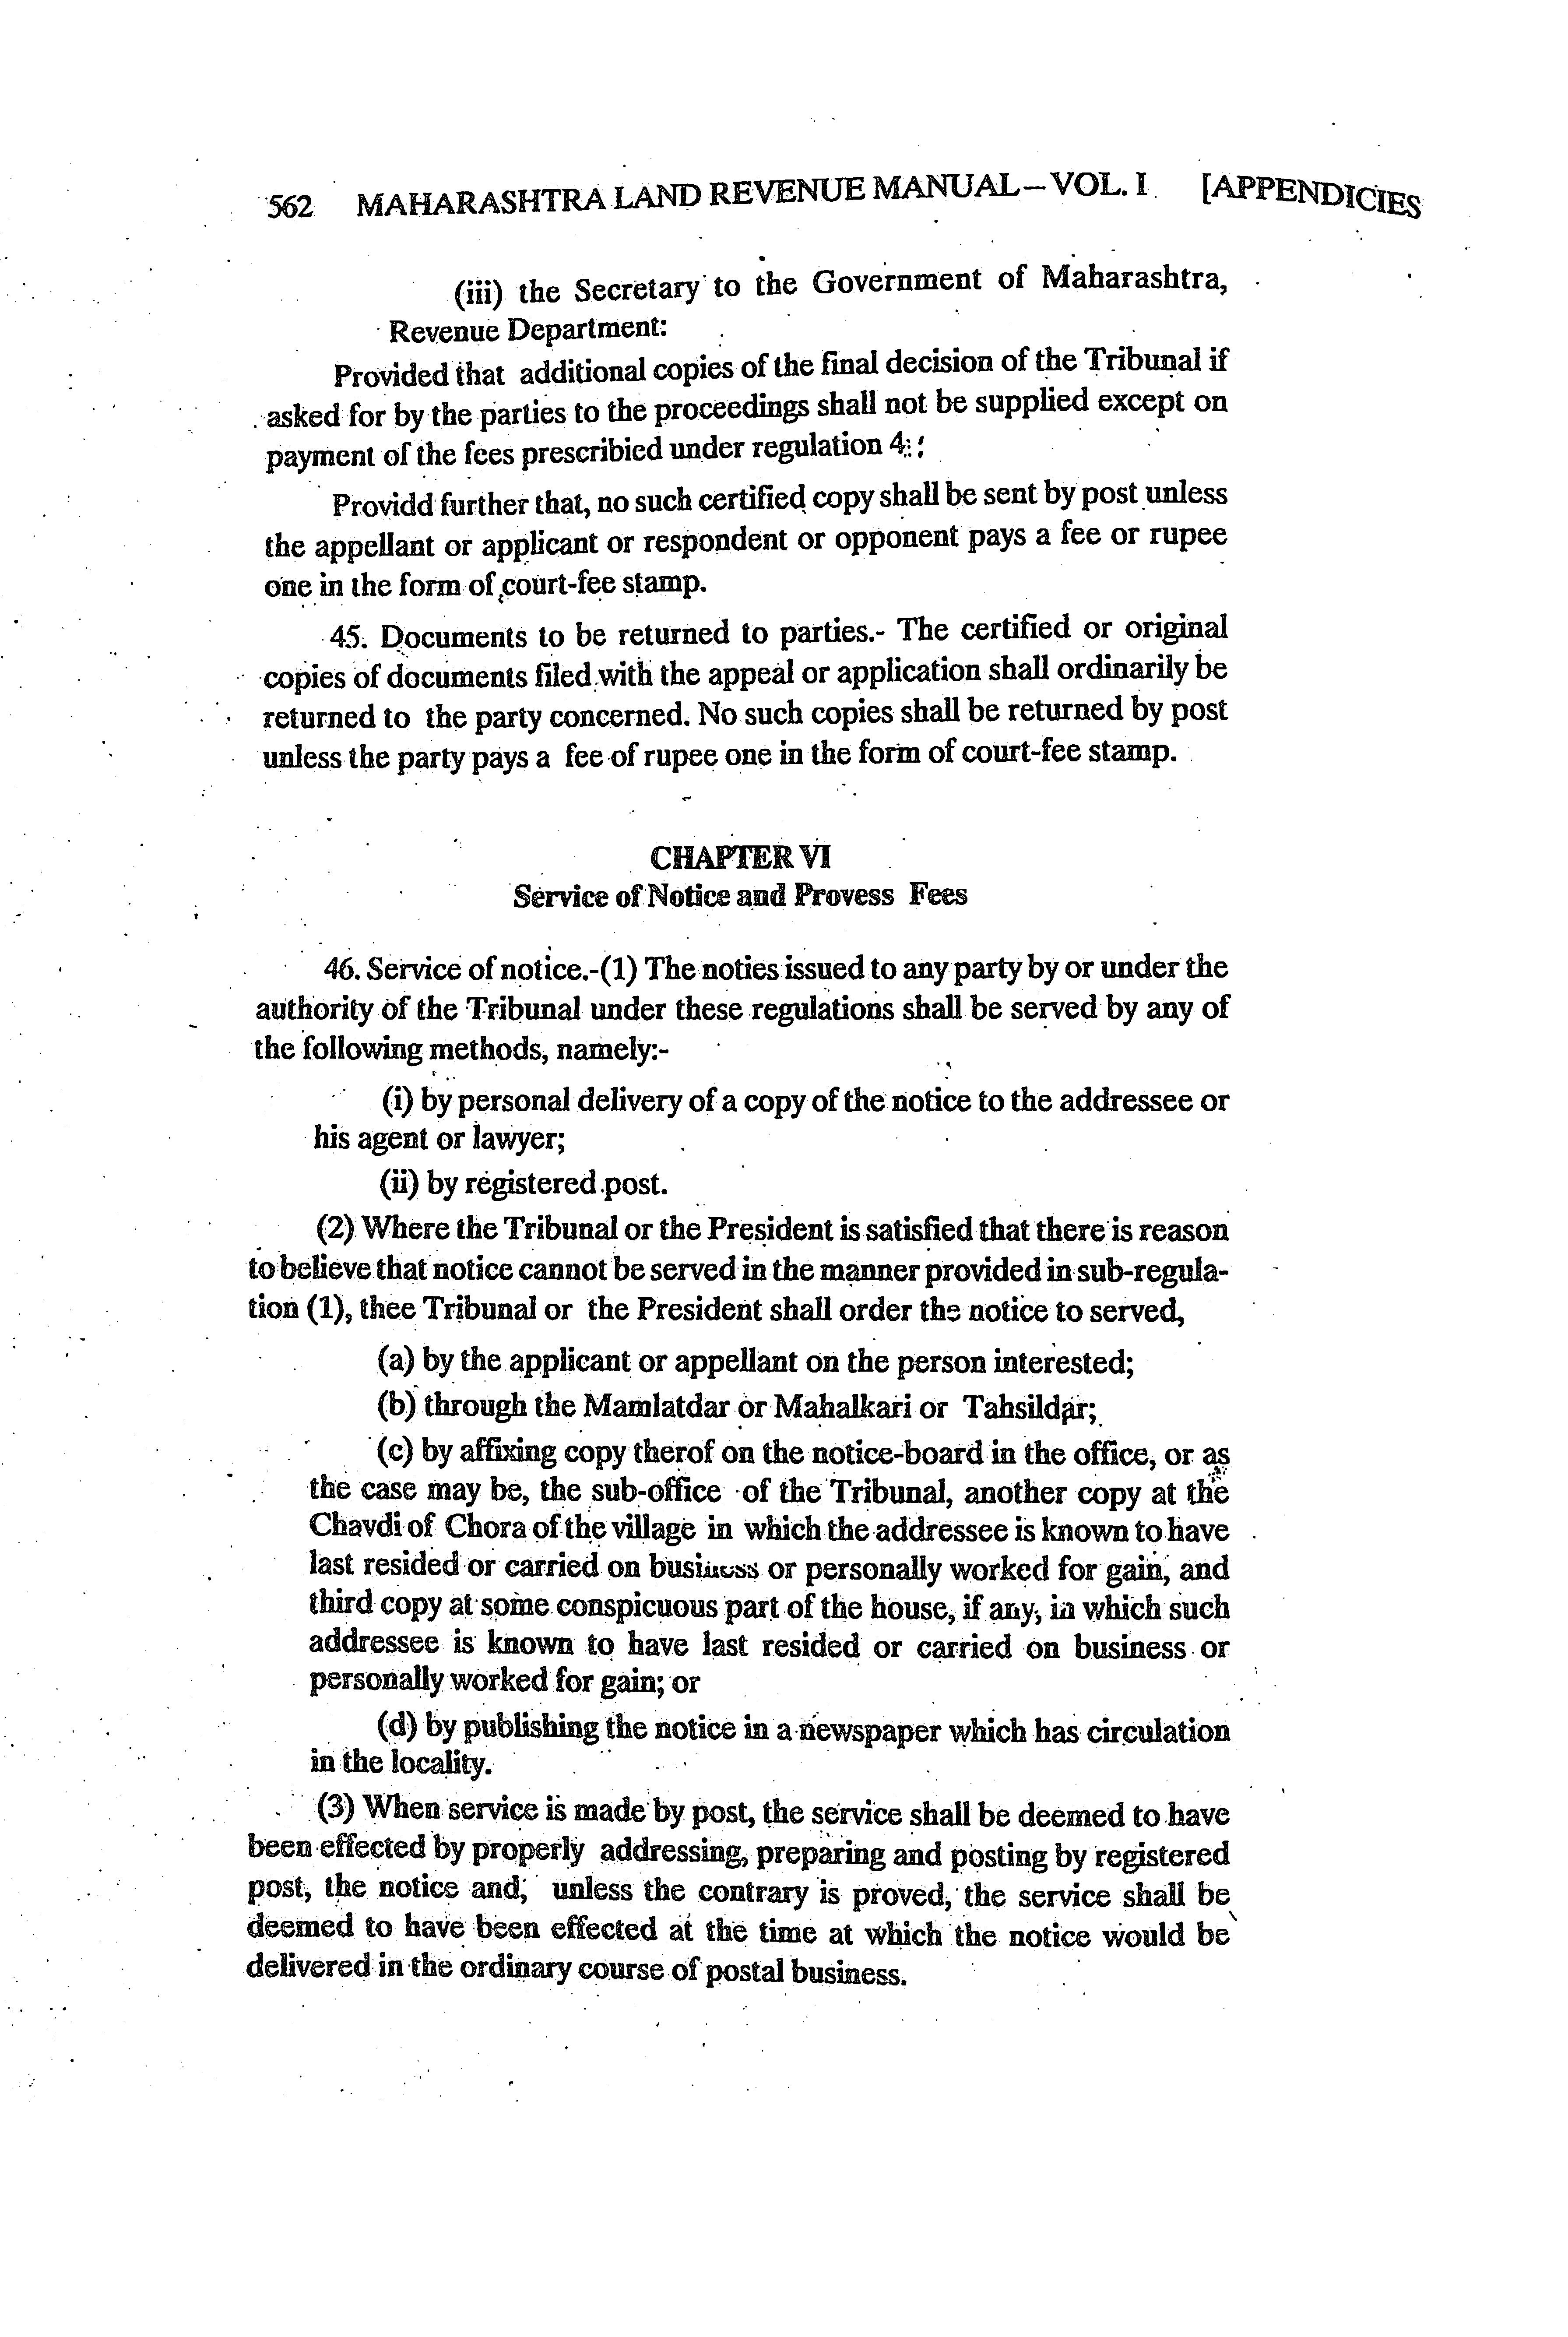 562 MAHARASHTRA LAND REVENUE MANUAL – VOL. I [APPENDICIES
(iii) the Secretary to the Government of Maharashtra,
Revenue Department:
Provided that additional copies of the final decision of the Tribunal if
asked for by the parties to the proceedings shall not be supplied except on
payment of the fees prescribied under regulation 4:
Providd further that, no such certified copy shall be sent by post unless
the appellant or applicant or respondent or opponent pays a fee or rupee
one in the form of court-fee stamp.
45. Documents to be returned to parties.- The certified or original
copies of documents filed with the appeal or application shall ordinarily be
returned to the party concerned. No such copies shall be returned by post
unless the party pays a fee of rupee one in the form of court-fee stamp.
CHAPTER VI
Service of Notice and Provess Fees
46. Service of notice.-(1) The noties issued to any party by or under the
authority of the Tribunal under these regulations shall be served by any of
the following methods, namely:-
(i) by personal delivery of a copy of the notice to the addressee or
his agent or lawyer;
(ii) by registered post.
(2) Where the Tribunal or the President is satisfied that there is reason
to believe that notice cannot be served in the manner provided in sub-regula-
tion (1), thee Tribunal or the President shall order the notice to served,
(a) by the applicant or appellant on the person interested;
(b) through the Mamlatdar or Mahalkari or Tahsildar;
(c) by affixing copy therof on the notice-board in the office, or as
the case may be, the sub-office of the Tribunal, another copy at the
Chavdi of Chora of the village in which the addressee is known to have
last resided or carried on business or personally worked for gain, and
third copy at some conspicuous part of the house, if any, in which such
addressee is known to have last resided or carried on business or
personally worked for gain; or
(d) by publishing the notice in a newspaper which has circulation
in the locality.
(3) When service is made by post, the service shall be deemed to have
been effected by properly addressing, preparing and posting by registered
post, the notice and, unless the contrary is proved, the service shall be
deemed to have been effected at the time at which the notice would be
delivered in the ordinary course of postal business.